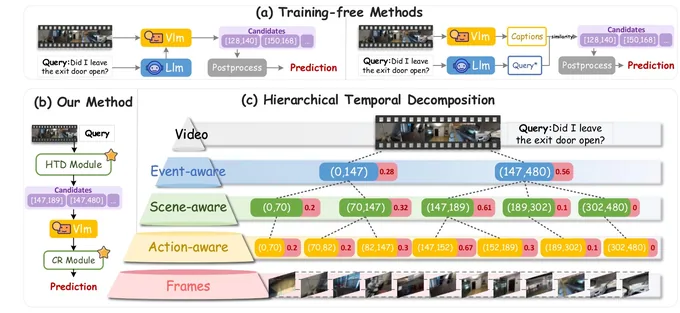 (a) Training-free Methods
Query:Did I leave
the exit door open?
Vlm
Llm
Candidates
[128,140] [150,168] ...
Postprocess
Prediction
Query:Did I leave
the exit door open?
Vlm
Llm
Captions
Query*
similarity
Candidates
[128,140] [150,168] ...
Postprocess
Prediction
(b) Our Method
Query
HTD Module
Candidates
[147,189] [147,480] ...
Vlm
CR Module
Prediction
(c) Hierarchical Temporal Decomposition
Video
Query:Did I leave
the exit door open?
Event-aware
(0,147) 0.28
(147,480) 0.56
Scene-aware
(0,70) 0.2
(70,147) 0.32
(147,189) 0.61
(189,302) 0.1
(302,480) 0
Action-aware
(0,70) 0.2
(70,82) 0.2
(82,147) 0.3
(147,152) 0.67
(152,189) 0.3
(189,302) 0.1
(302,480) 0
Frames